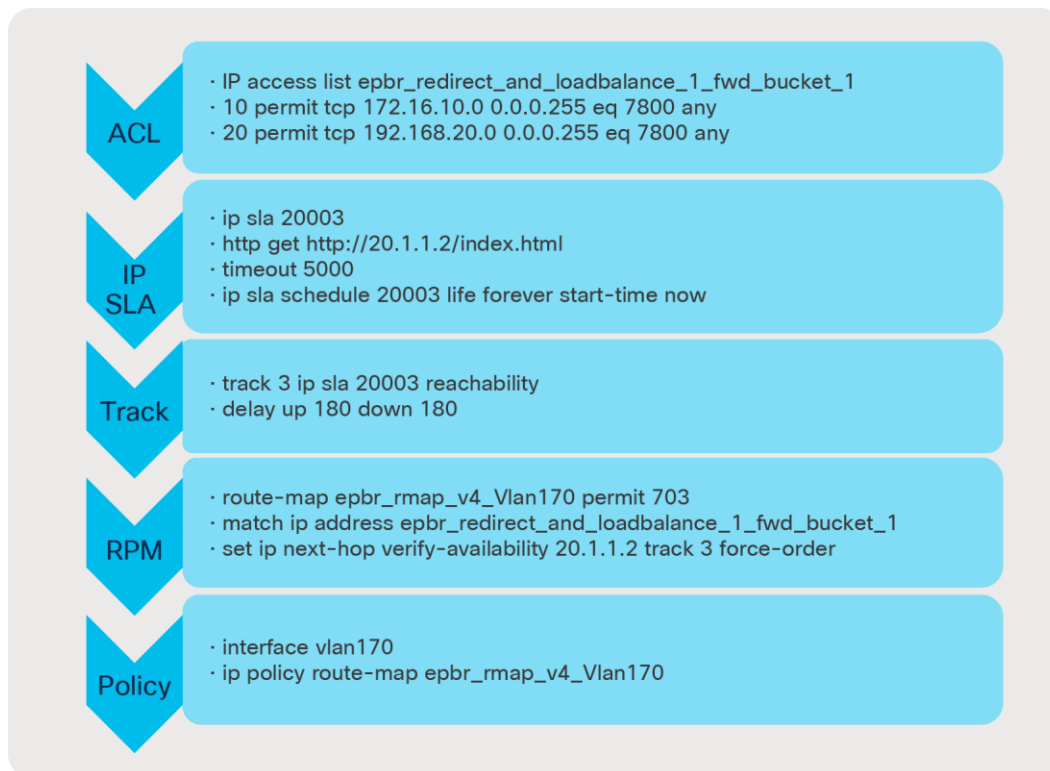 ACL
· IP access list epbr_redirect_and_loadbalance_1_fwd_bucket_1
· 10 permit tcp 172.16.10.0 0.0.0.255 eq 7800 any
· 20 permit tcp 192.168.20.0 0.0.0.255 eq 7800 any
IP
SLA
· ip sla 20003
· http get http://20.1.1.2/index.html
· timeout 5000
· ip sla schedule 20003 life forever start-time now
Track
· track 3 ip sla 20003 reachability
· delay up 180 down 180
RPM
· route-map epbr_rmap_v4_Vlan170 permit 703
· match ip address epbr_redirect_and_loadbalance_1_fwd_bucket_1
· set ip next-hop verify-availability 20.1.1.2 track 3 force-order
Policy
· interface vlan170
· ip policy route-map epbr_rmap_v4_Vlan170